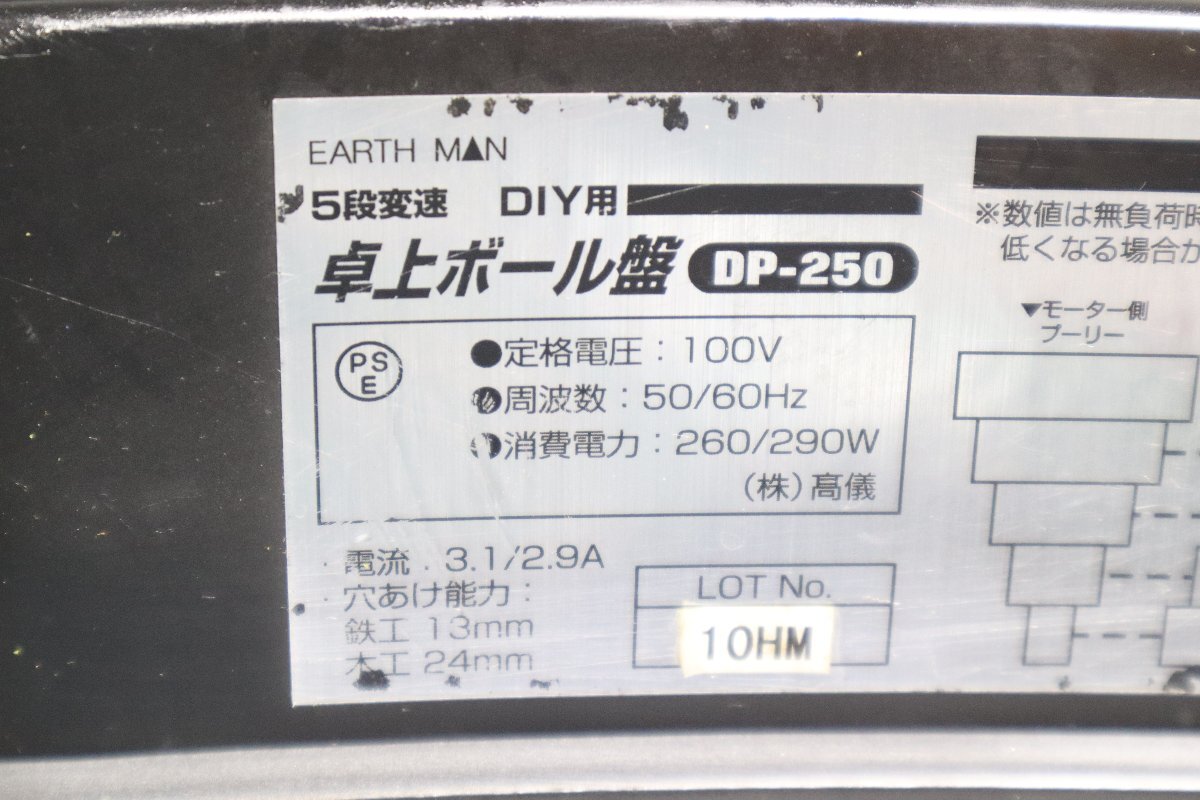 EARTH MAN
5段変速 DIY用
卓上ボール盤 DP-250
PSE
●定格電圧：100V
●周波数：50/60Hz
●消費電力：260/290W
（株）髙儀
・電流：3.1/2.9A
・穴あけ能力：
鉄工 13mm
木工 24mm
LOT No.
10HM
※数値は無負荷時
低くなる場合が
▼モーター側
プーリー